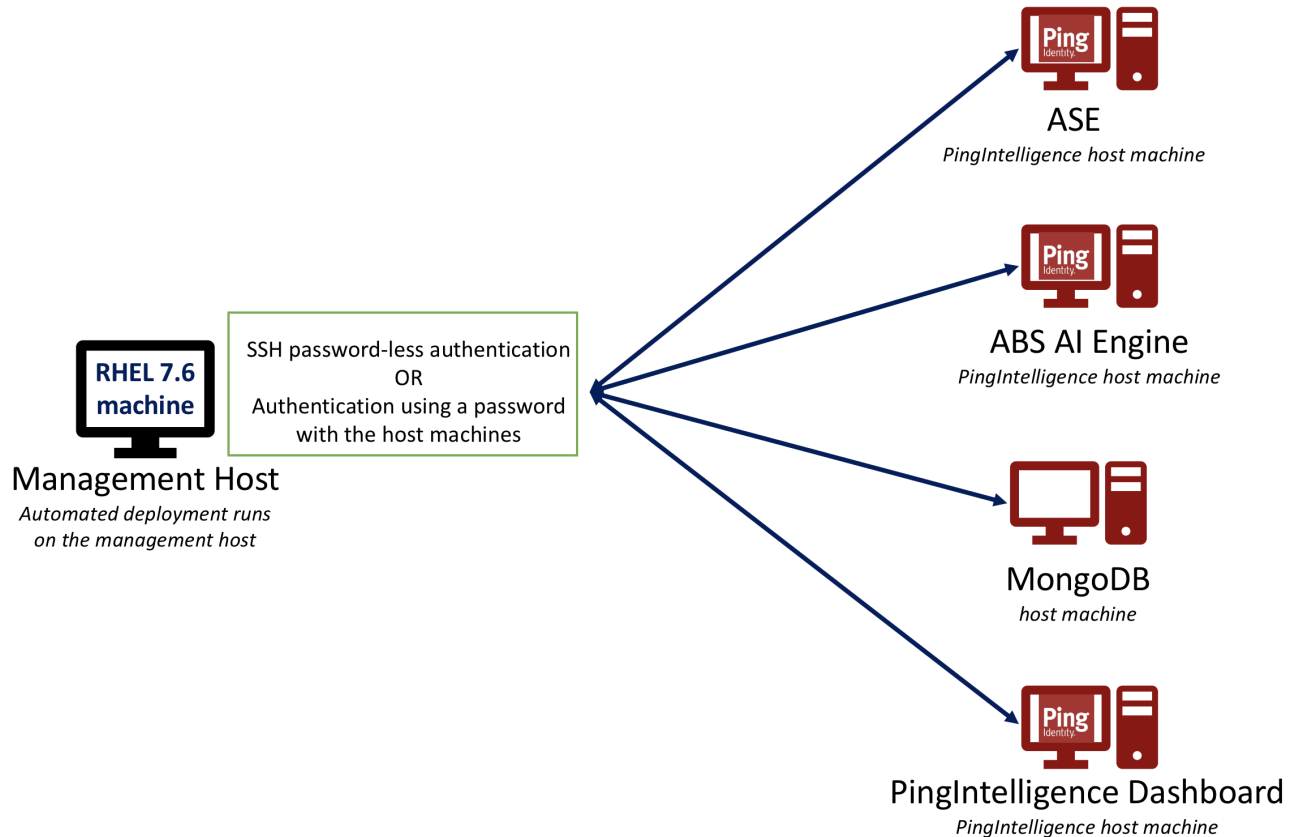 Ping
Identity.
ASE
PingIntelligence host machine
Ping
Identity.
ABS AI Engine
PingIntelligence host machine
RHEL 7.6
machine
Management Host
Automated deployment runs
on the management host
SSH password-less authentication
OR
Authentication using a password
with the host machines
MongoDB
host machine
Ping
Identity.
PingIntelligence Dashboard
PingIntelligence host machine